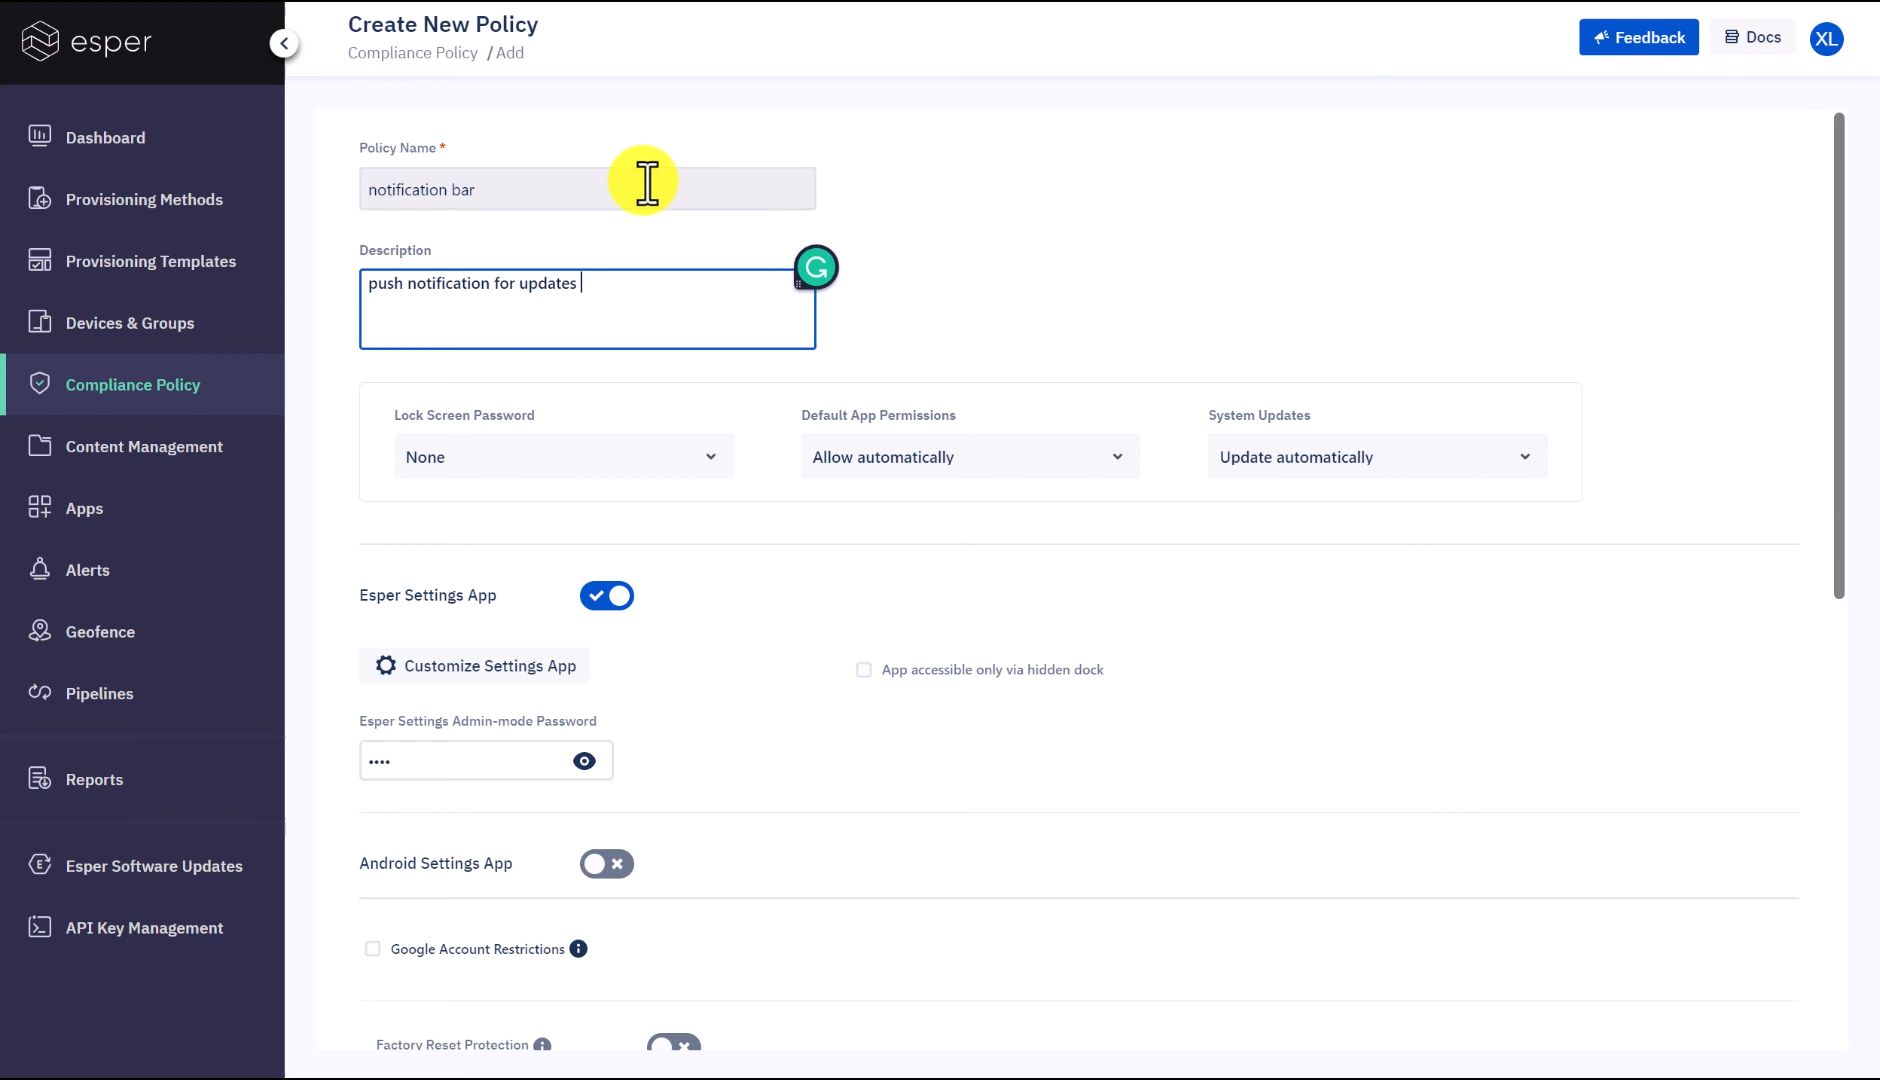 esper
Create New Policy
Compliance Policy / Add
Feedback
Docs
XL
Dashboard
Provisioning Methods
Provisioning Templates
Devices & Groups
Compliance Policy
Content Management
Apps
Alerts
Geofence
Pipelines
Reports
Esper Software Updates
API Key Management
Policy Name *
notification bar
Description
push notification for updates
Lock Screen Password
None
Default App Permissions
Allow automatically
System Updates
Update automatically
Esper Settings App
Customize Settings App
App accessible only via hidden dock
Esper Settings Admin-mode Password
••••
Android Settings App
Google Account Restrictions
Factory Reset Protection